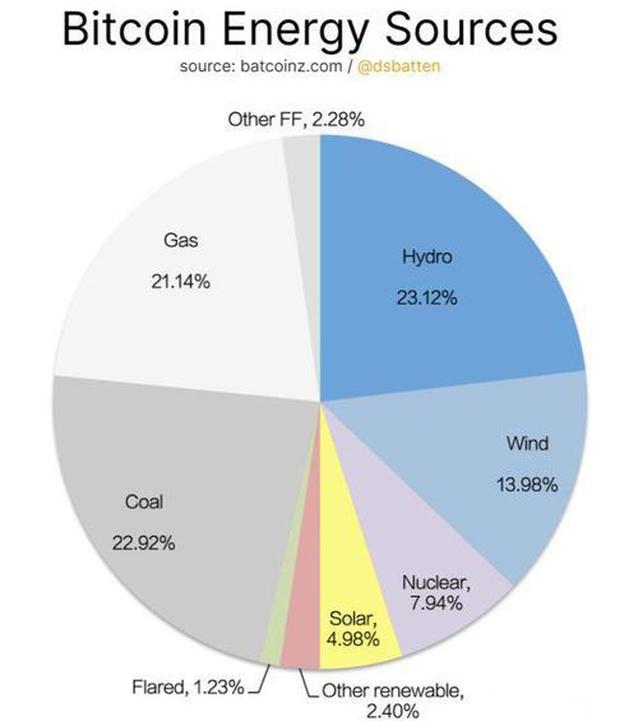 Bitcoin Energy Sources
source: batcoinz.com / @dsbatten
Other FF, 2.28%
Gas
21.14%
Hydro
23.12%
Wind
13.98%
Coal
22.92%
Nuclear,
7.94%
Solar,
4.98%
Flared, 1.23%
Other renewable,
2.40%